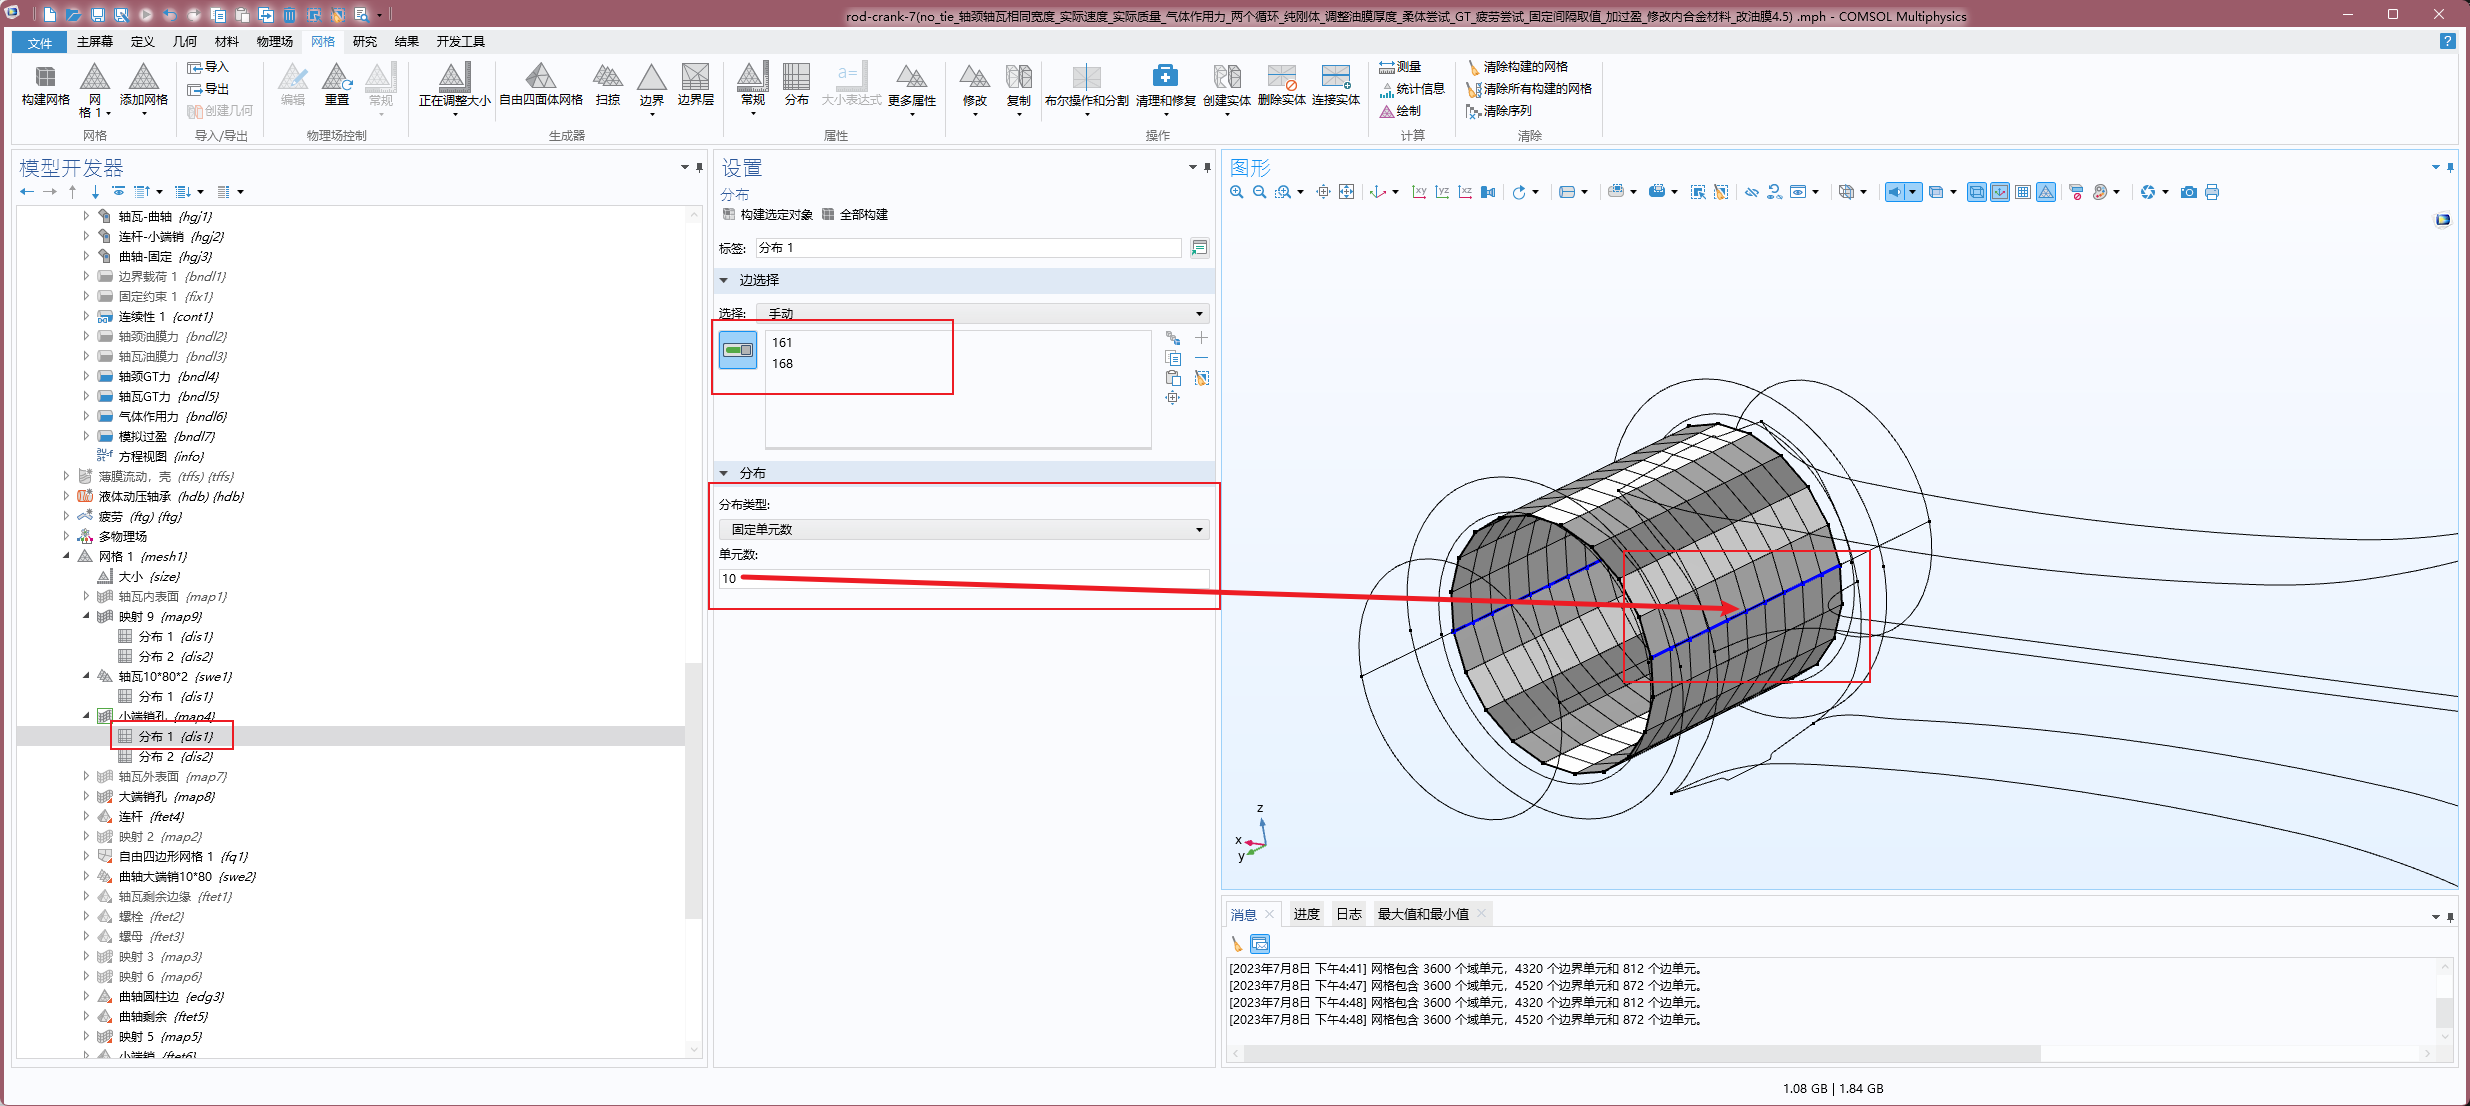 rod-crank-7(no_tie_轴颈轴瓦相同宽度_实际速度_实际质量_气体作用力_两个循环_纯刚体_调整油膜厚度_柔体尝试_GT_疲劳尝试_固定间隔取值_加过盈_修改内合金材料_改油膜4.5) .mph - COMSOL Multiphysics
文件 主屏幕 定义 几何 材料 物理场 网格 研究 结果 开发工具
构建网格
网格 1
添加网格
导入
导出
创建几何
编辑
重置
常规
正在调整大小
自由四面体网格
扫掠
边界
边界层
常规
分布
大小表达式
更多属性
修改
复制
布尔操作和分割
清理和修复
创建实体
删除实体
连接实体
测量
统计信息
绘制
清除构建的网格
清除所有构建的网格
清除序列
网格
导入/导出
物理场控制
生成器
属性
操作
计算
清除
模型开发器
轴瓦-曲轴 {hgj1}
连杆-小端销 {hgj2}
曲轴-固定 {hgj3}
边界载荷 1 {bndl1}
固定约束 1 {fix1}
连续性 1 {cont1}
轴颈油膜力 {bndl2}
轴瓦油膜力 {bndl3}
轴颈GT力 {bndl4}
轴瓦GT力 {bndl5}
气体作用力 {bndl6}
模拟过盈 {bndl7}
方程视图 {info}
薄膜流动，壳 (tffs) {tffs}
液体动压轴承 (hdb) {hdb}
疲劳 (ftg) {ftg}
多物理场
网格 1 {mesh1}
大小 {size}
轴瓦内表面 {map1}
映射 9 {map9}
分布 1 {dis1}
分布 2 {dis2}
轴瓦10*80*2 {swe1}
分布 1 {dis1}
小端销孔 {map4}
分布 1 {dis1}
分布 2 {dis2}
轴瓦外表面 {map7}
大端销孔 {map8}
连杆 {ftet4}
映射 2 {map2}
自由四边形网格 1 {fq1}
曲轴大端销10*80 {swe2}
轴瓦剩余边缘 {ftet1}
螺栓 {ftet2}
螺母 {ftet3}
映射 3 {map3}
映射 6 {map6}
曲轴圆柱边 {edg3}
曲轴剩余 {ftet5}
映射 5 {map5}
小端销 {ftet6}
设置
分布
构建选定对象 全部构建
标签: 分布 1
边选择
选择: 手动
161
168
分布
分布类型:
固定单元数
单元数:
10
图形
xy yz xz
z
x
y
消息 进度 日志 最大值和最小值
[2023年7月8日 下午4:41] 网格包含 3600 个域单元，4320 个边界单元和 812 个边单元。
[2023年7月8日 下午4:47] 网格包含 3600 个域单元，4520 个边界单元和 872 个边单元。
[2023年7月8日 下午4:48] 网格包含 3600 个域单元，4320 个边界单元和 812 个边单元。
[2023年7月8日 下午4:48] 网格包含 3600 个域单元，4520 个边界单元和 872 个边单元。
1.08 GB | 1.84 GB